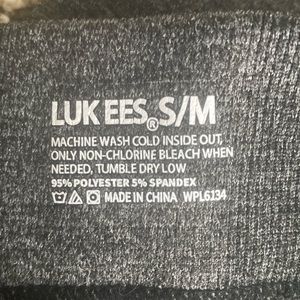 LUK EES® S/M
MACHINE WASH COLD INSIDE OUT,
ONLY NON-CHLORINE BLEACH WHEN
NEEDED, TUMBLE DRY LOW
95% POLYESTER 5% SPANDEX
MADE IN CHINA WPL6134